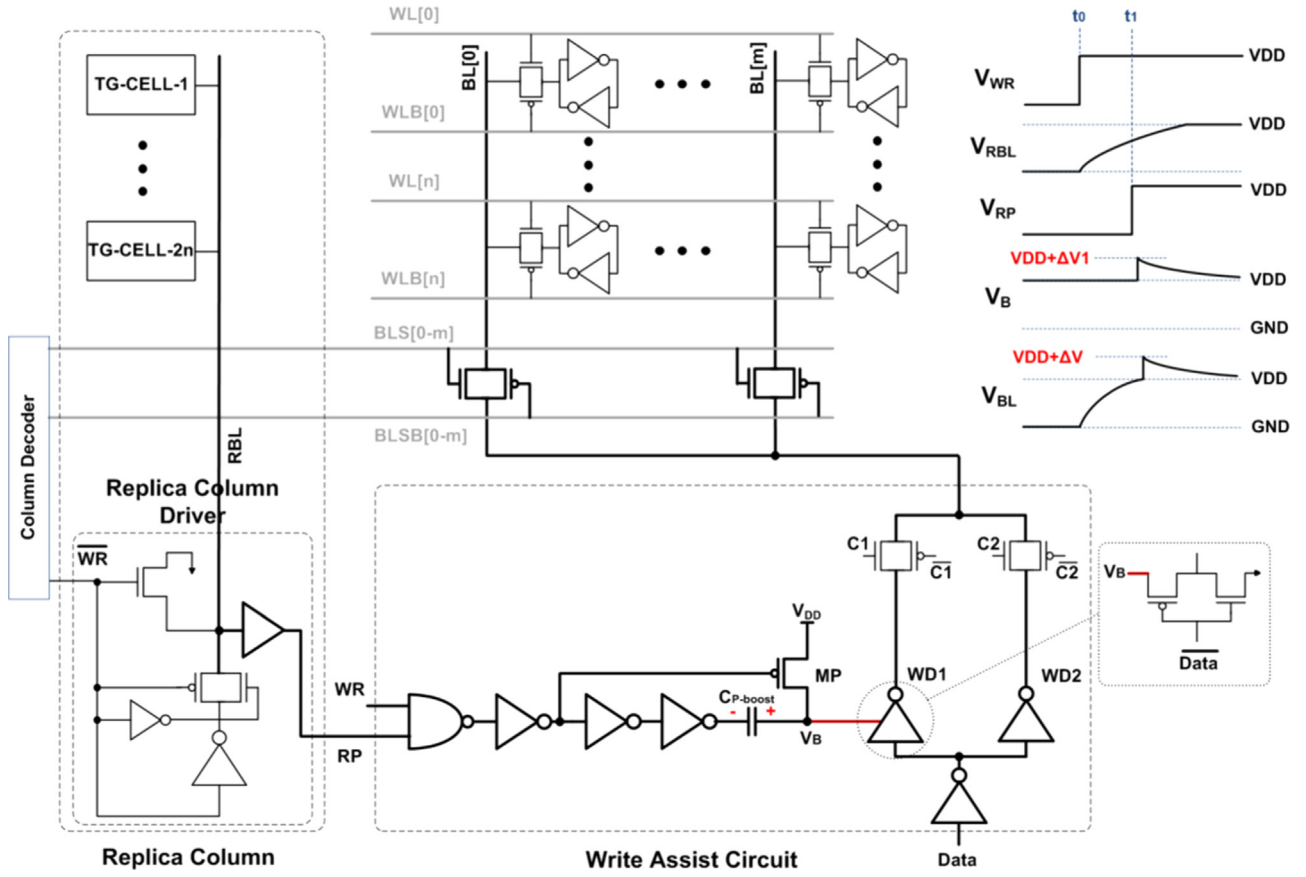 WL[0]
BL[0]
BL[m]
TG-CELL-1
WLB[0]
WL[n]
TG-CELL-2n
WLB[n]
BLS[0-m]
BLSB[0-m]
Column Decoder
RBL
Replica Column
Driver
WR
Replica Column
t0
t1
VWR
VDD
VRBL
VDD
VRP
VDD
VDD+ΔV1
VB
VDD
GND
VDD+ΔV
VBL
VDD
GND
C1
C1
C2
C2
VDD
MP
WD1
WD2
WR
RP
CP-boost
-
+
VB
Data
Write Assist Circuit
VB
Data